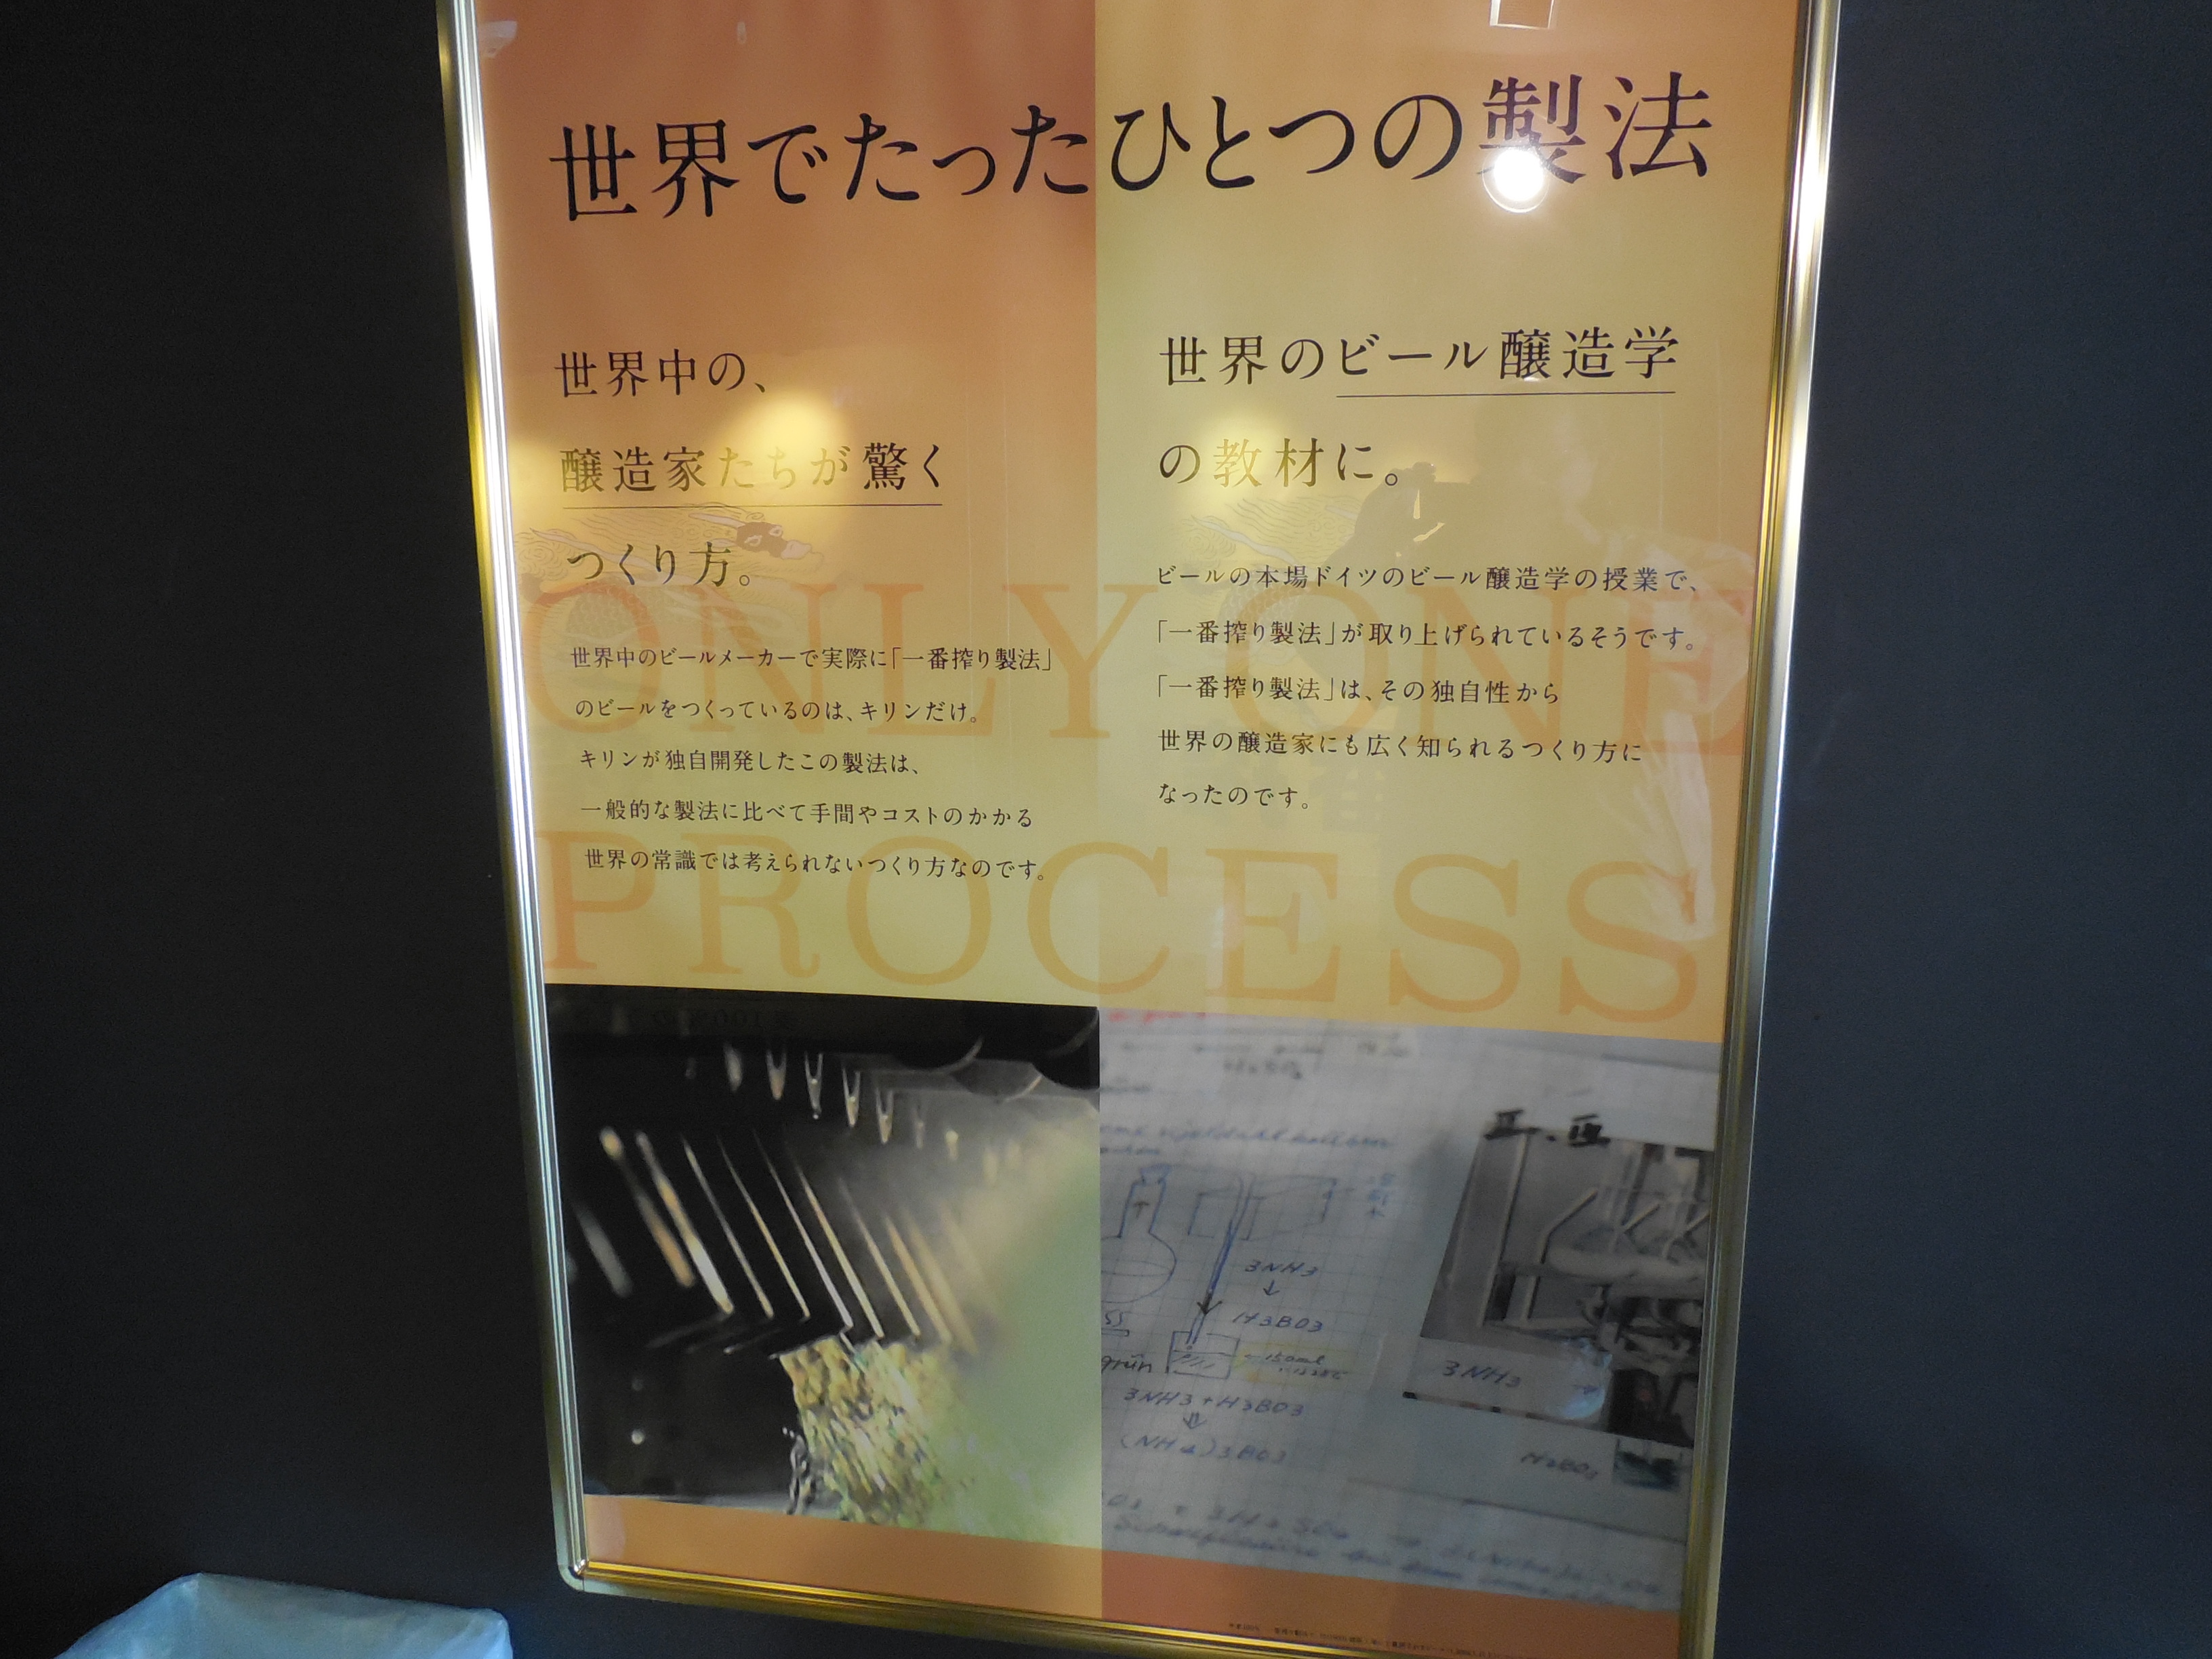 世界でたったひとつの製法
世界中の、
醸造家たちが驚く
つくり方。
世界中のビールメーカーで実際に「一番搾り製法」
のビールをつくっているのは、キリンだけ。
キリンが独自開発したこの製法は、
一般的な製法に比べて手間やコストのかかる
世界の常識では考えられないつくり方なのです。
世界のビール醸造学
の教材に。
ビールの本場ドイツのビール醸造学の授業で、
「一番搾り製法」が取り上げられているそうです。
「一番搾り製法」は、その独自性から
世界の醸造家にも広く知られるつくり方に
なったのです。
ONLY ONE
PROCESS
3NH3
↓
H3BO3
grün
150ml
3NH3+H3BO3
⇓
(NH4)3BO3
3NH3